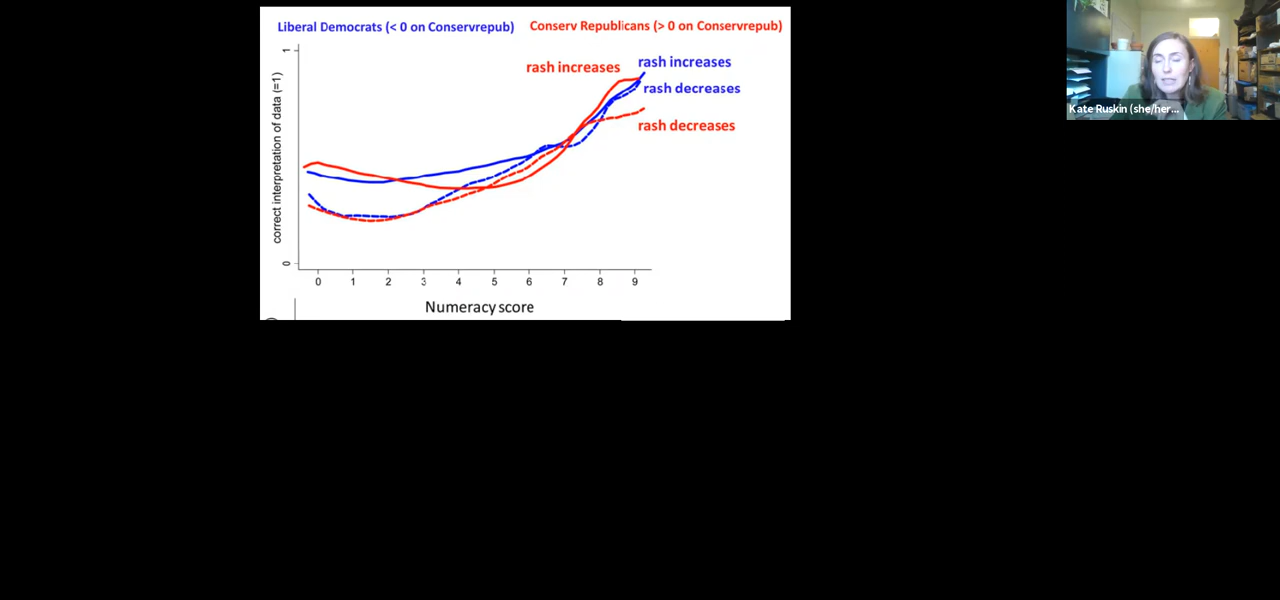 Liberal Democrats (< 0 on Conservrepub)
Conserv Republicans (> 0 on Conservrepub)
rash increases
rash increases
rash decreases
rash decreases
correct interpretation of data (=1)
1
0
0 1 2 3 4 5 6 7 8 9
Numeracy score
Kate Ruskin (she/her...